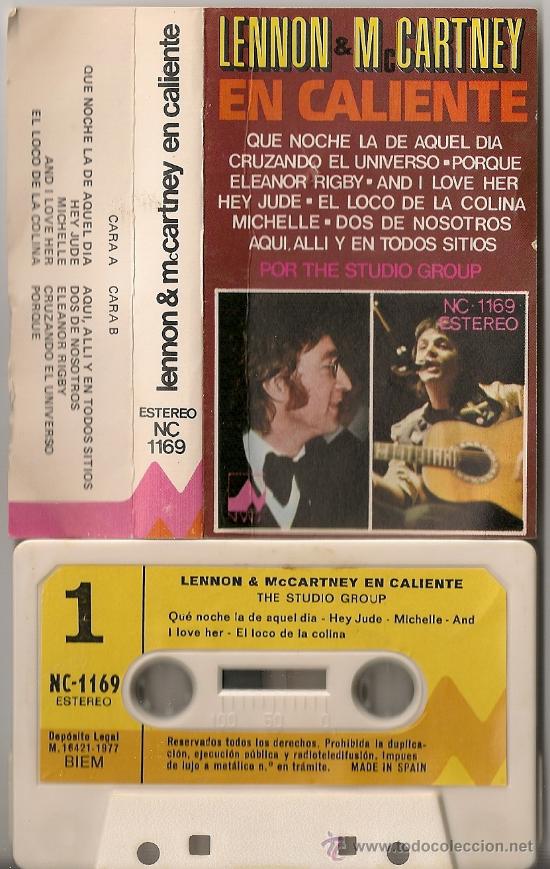 LENNON & McCARTNEY
EN CALIENTE
QUE NOCHE LA DE AQUEL DIA
CRUZANDO EL UNIVERSO ▪ PORQUE
ELEANOR RIGBY ▪ AND I LOVE HER
HEY JUDE ▪ EL LOCO DE LA COLINA
MICHELLE ▪ DOS DE NOSOTROS
AQUI, ALLI Y EN TODOS SITIOS
POR THE STUDIO GROUP
NC-1169
ESTEREO
lennon & mccartney en caliente
ESTEREO
NC
1169
CARA A
QUE NOCHE LA DE AQUEL DIA
HEY JUDE
MICHELLE
AND I LOVE HER
EL LOCO DE LA COLINA
CARA B
AQUI, ALLI Y EN TODOS SITIOS
DOS DE NOSOTROS
ELEANOR RIGBY
CRUZANDO EL UNIVERSO
PORQUE
1
LENNON & McCARTNEY EN CALIENTE
THE STUDIO GROUP
Qué noche la de aquel dia - Hey Jude - Michelle - And
I love her - El loco de la colina
NC-1169
ESTEREO
100 50 0
Depósito Legal
M. 16421-1977
BIEM
Reservados todos los derechos. Prohibida la duplica-
ción, ejecución pública y radioteledifusión. Impues
de lujo a metálico n.º en trámite. MADE IN SPAIN
www.todocoleccion.net